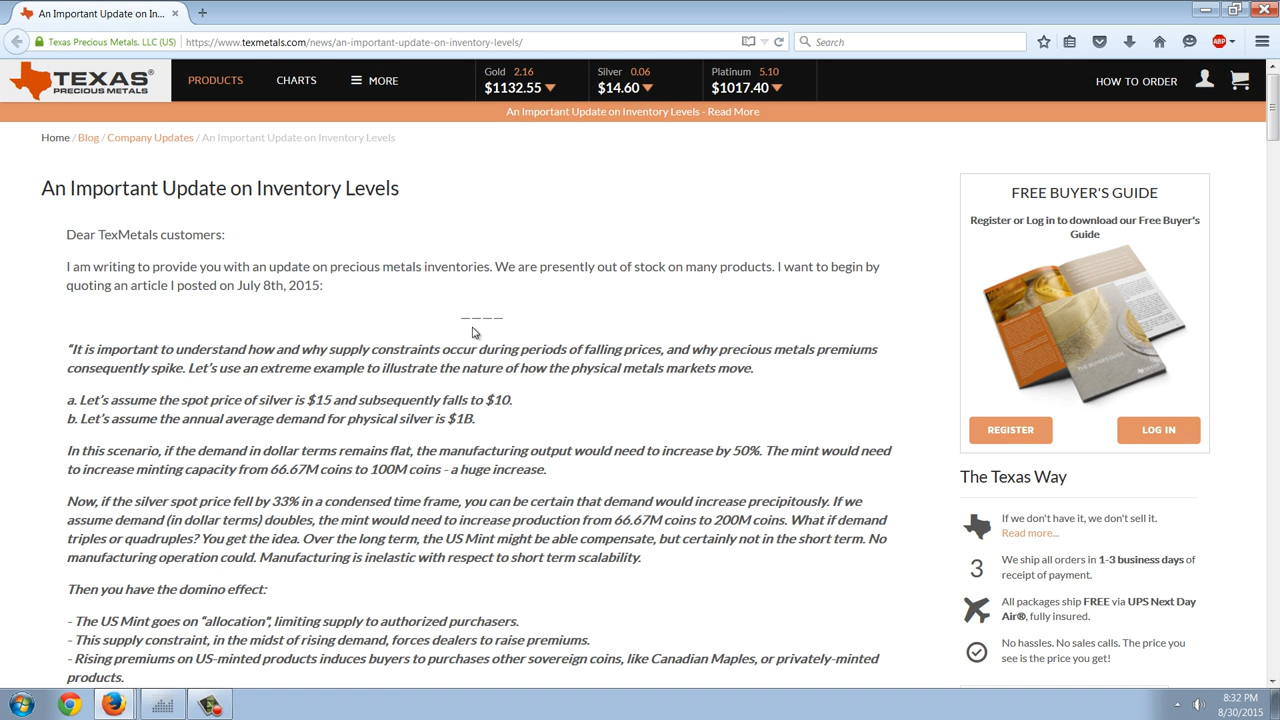 An Important Update on In...
Texas Precious Metals, LLC (US)
https://www.texmetals.com/news/an-important-update-on-inventory-levels/
Search
ABP
TEXAS®
PRECIOUS METALS
PRODUCTS
CHARTS
MORE
Gold 2.16
$1132.55
Silver 0.06
$14.60
Platinum 5.10
$1017.40
HOW TO ORDER
An Important Update on Inventory Levels - Read More
Home / Blog / Company Updates / An Important Update on Inventory Levels
An Important Update on Inventory Levels
Dear TexMetals customers:
I am writing to provide you with an update on precious metals inventories. We are presently out of stock on many products. I want to begin by
quoting an article I posted on July 8th, 2015:
————
“It is important to understand how and why supply constraints occur during periods of falling prices, and why precious metals premiums
consequently spike. Let’s use an extreme example to illustrate the nature of how the physical metals markets move.
a. Let’s assume the spot price of silver is $15 and subsequently falls to $10.
b. Let’s assume the annual average demand for physical silver is $1B.
In this scenario, if the demand in dollar terms remains flat, the manufacturing output would need to increase by 50%. The mint would need
to increase minting capacity from 66.67M coins to 100M coins - a huge increase.
Now, if the silver spot price fell by 33% in a condensed time frame, you can be certain that demand would increase precipitously. If we
assume demand (in dollar terms) doubles, the mint would need to increase production from 66.67M coins to 200M coins. What if demand
triples or quadruples? You get the idea. Over the long term, the US Mint might be able compensate, but certainly not in the short term. No
manufacturing operation could. Manufacturing is inelastic with respect to short term scalability.
Then you have the domino effect:
- The US Mint goes on “allocation”, limiting supply to authorized purchasers.
- This supply constraint, in the midst of rising demand, forces dealers to raise premiums.
- Rising premiums on US-minted products induces buyers to purchases other sovereign coins, like Canadian Maples, or privately-minted
products.
FREE BUYER'S GUIDE
Register or Log in to download our Free Buyer's
Guide
THE BUYER'S GUIDE
REGISTER
LOG IN
The Texas Way
If we don't have it, we don't sell it.
Read more...
3
We ship all orders in 1-3 business days of
receipt of payment.
All packages ship FREE via UPS Next Day
Air®, fully insured.
No hassles. No sales calls. The price you
see is the price you get!
8:32 PM
8/30/2015